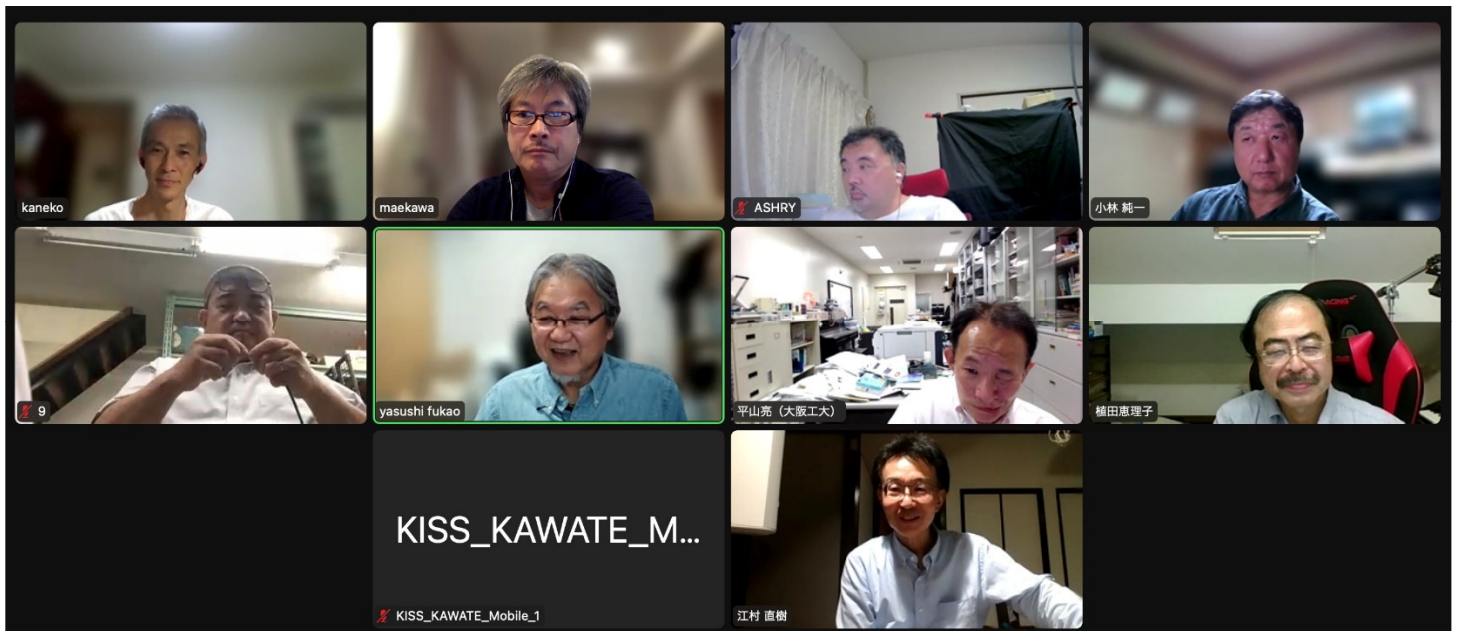 kaneko
maekawa
ASHRY
小林 純一
9
yasushi fukao
平山亮（大阪工大）
植田恵理子
KISS_KAWATE_M...
KISS_KAWATE_Mobile_1
江村 直樹